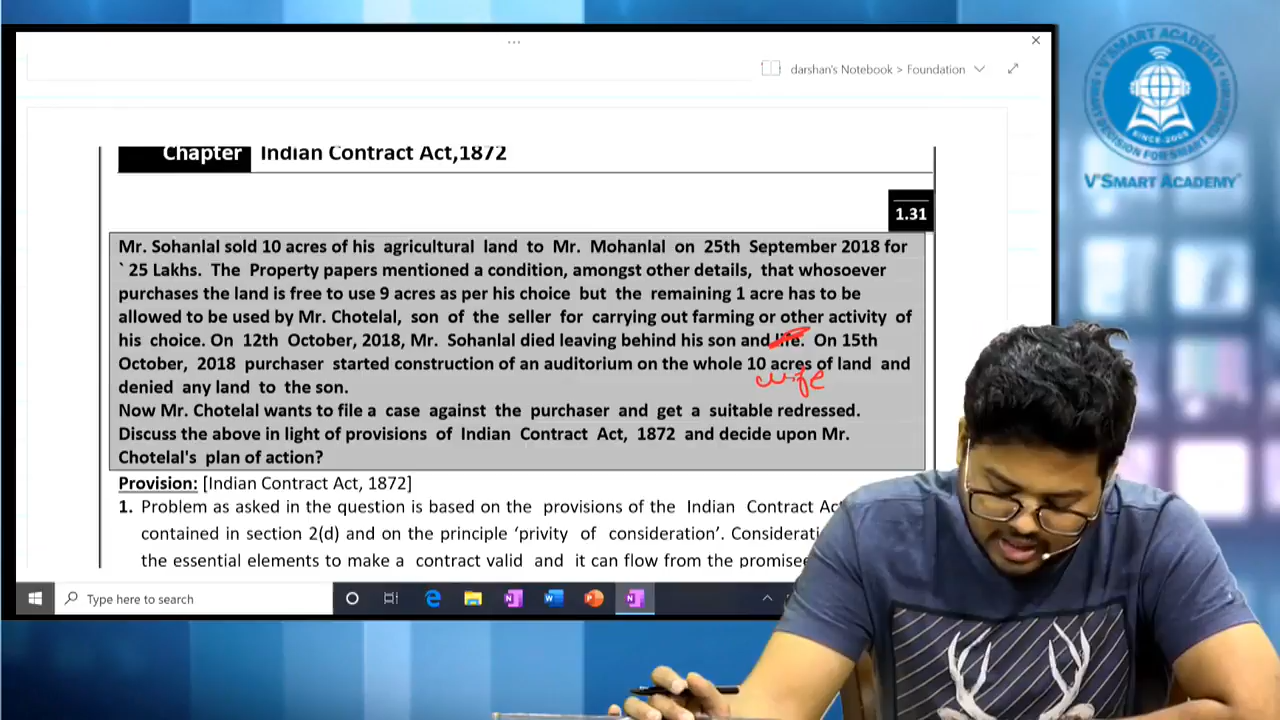 ...
darshan's Notebook > Foundation
Chapter Indian Contract Act,1872
1.31
Mr. Sohanlal sold 10 acres of his agricultural land to Mr. Mohanlal on 25th September 2018 for
` 25 Lakhs. The Property papers mentioned a condition, amongst other details, that whosoever
purchases the land is free to use 9 acres as per his choice but the remaining 1 acre has to be
allowed to be used by Mr. Chotelal, son of the seller for carrying out farming or other activity of
his choice. On 12th October, 2018, Mr. Sohanlal died leaving behind his son and life. On 15th
October, 2018 purchaser started construction of an auditorium on the whole 10 acres of land and
wife
denied any land to the son.
Now Mr. Chotelal wants to file a case against the purchaser and get a suitable redressed.
Discuss the above in light of provisions of Indian Contract Act, 1872 and decide upon Mr.
Chotelal's plan of action?
Provision: [Indian Contract Act, 1872]
1. Problem as asked in the question is based on the provisions of the Indian Contract Ac
contained in section 2(d) and on the principle 'privity of consideration'. Considerati
the essential elements to make a contract valid and it can flow from the promisee
Type here to search
V'SMART ACADEMY
SMART DECISION FOR SMART
SINCE-2008
V'SMART ACADEMY